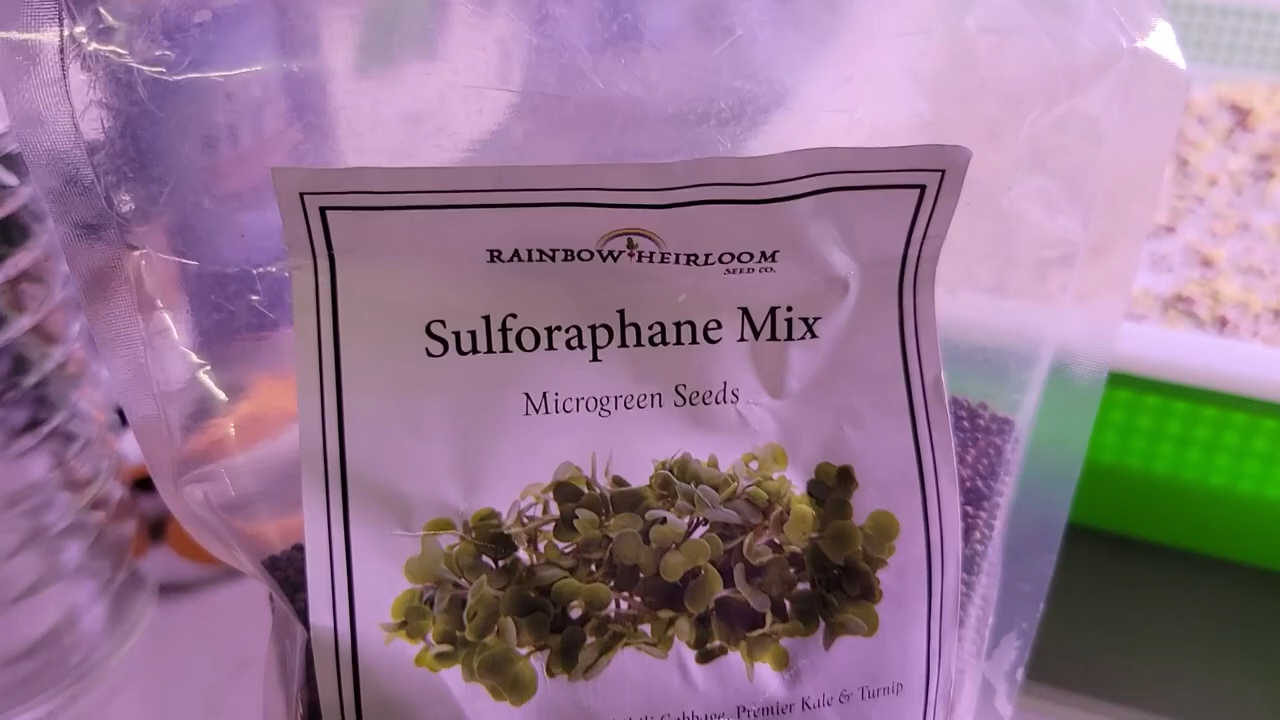 RAINBOW HEIRLOOM
SEED CO.
Sulforaphane Mix
Microgreen Seeds
Cabbage, Premier Kale & Turnip